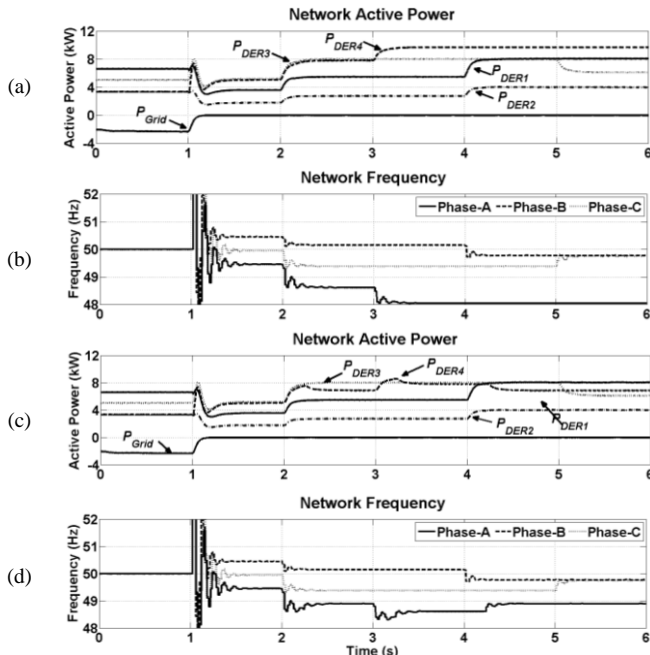 Network Active Power
(a)
Active Power (kW)
12
8
4
0
-4
P_DER3
P_DER4
P_DER1
P_DER2
P_Grid
0 1 2 3 4 5 6
Network Frequency
(b)
Frequency (Hz)
52
51
50
49
48
Phase-A Phase-B Phase-C
0 1 2 3 4 5 6
Network Active Power
(c)
Active Power (kW)
12
8
4
0
-4
P_DER3
P_DER4
P_DER1
P_DER2
P_Grid
0 1 2 3 4 5 6
Network Frequency
(d)
Frequency (Hz)
52
51
50
49
48
Phase-A Phase-B Phase-C
0 1 2 3 4 5 6
Time (s)